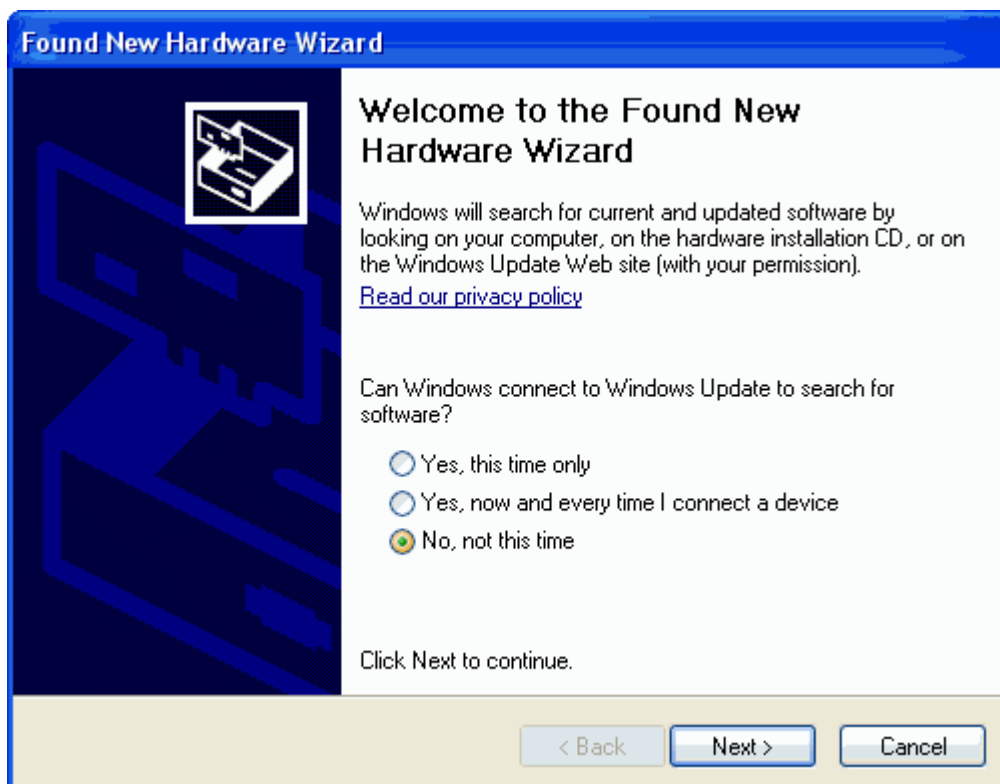 Found New Hardware Wizard
Welcome to the Found New
Hardware Wizard
Windows will search for current and updated software by
looking on your computer, on the hardware installation CD, or on
the Windows Update Web site (with your permission).
Read our privacy policy
Can Windows connect to Windows Update to search for
software?
Yes, this time only
Yes, now and every time I connect a device
No, not this time
Click Next to continue.
< Back
Next >
Cancel